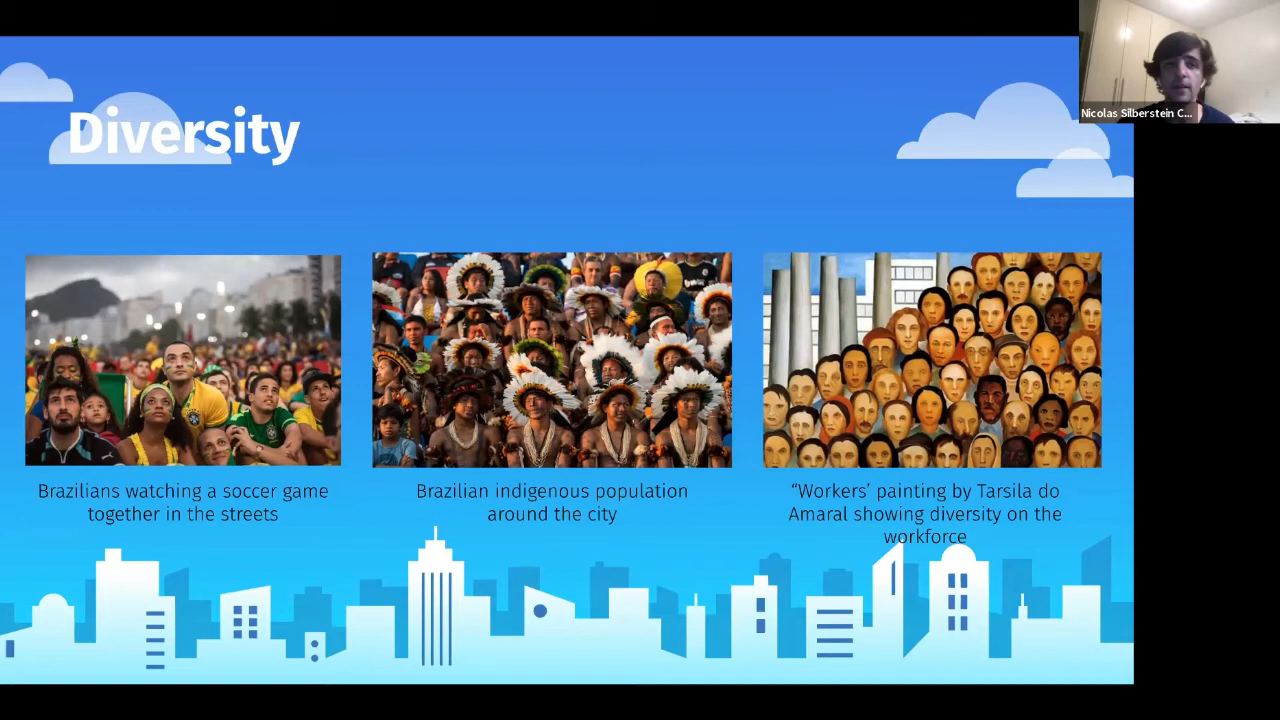 Nicolas Silberstein C...
Diversity
Brazilians watching a soccer game
together in the streets
Brazilian indigenous population
around the city
“Workers’ painting by Tarsila do
Amaral showing diversity on the
workforce